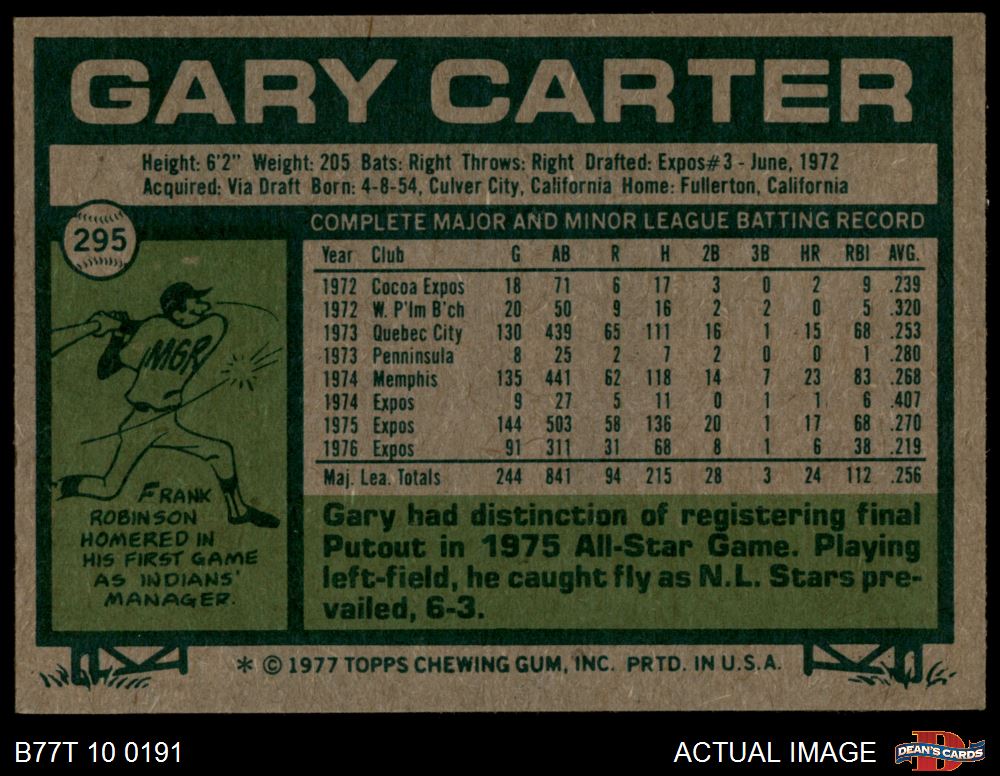 GARY CARTER
Height: 6'2" Weight: 205 Bats: Right Throws: Right Drafted: Expos#3 - June, 1972
Acquired: Via Draft Born: 4-8-54, Culver City, California Home: Fullerton, California
295
COMPLETE MAJOR AND MINOR LEAGUE BATTING RECORD
Year Club G AB R H 2B 3B HR RBI AVG.
1972 Cocoa Expos 18 71 6 17 3 0 2 9 .239
1972 W. P'lm B'ch 20 50 9 16 2 2 0 5 .320
1973 Quebec City 130 439 65 111 16 1 15 68 .253
1973 Penninsula 8 25 2 7 2 0 0 1 .280
1974 Memphis 135 441 62 118 14 7 23 83 .268
1974 Expos 9 27 5 11 0 1 1 6 .407
1975 Expos 144 503 58 136 20 1 17 68 .270
1976 Expos 91 311 31 68 8 1 6 38 .219
Maj. Lea. Totals 244 841 94 215 28 3 24 112 .256
MGR
FRANK
ROBINSON
HOMERED IN
HIS FIRST GAME
AS INDIANS'
MANAGER.
Gary had distinction of registering final
Putout in 1975 All-Star Game. Playing
left-field, he caught fly as N.L. Stars pre-
vailed, 6-3.
* © 1977 TOPPS CHEWING GUM, INC. PRTD. IN U.S.A.
B77T 10 0191
ACTUAL IMAGE
D
DEAN'S CARDS